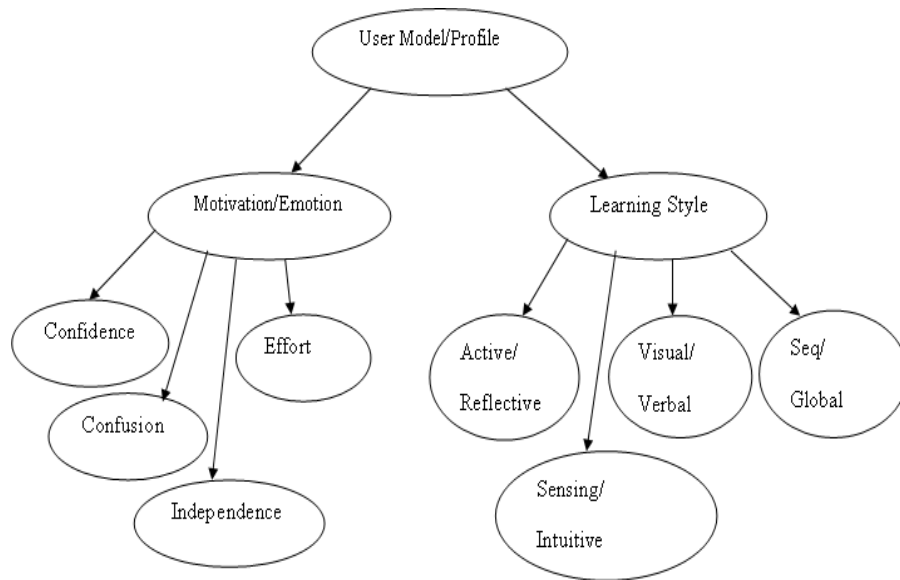 User Model/Profile
Motivation/Emotion
Learning Style
Confidence
Effort
Confusion
Independence
Active/
Reflective
Visual/
Verbal
Seq/
Global
Sensing/
Intuitive